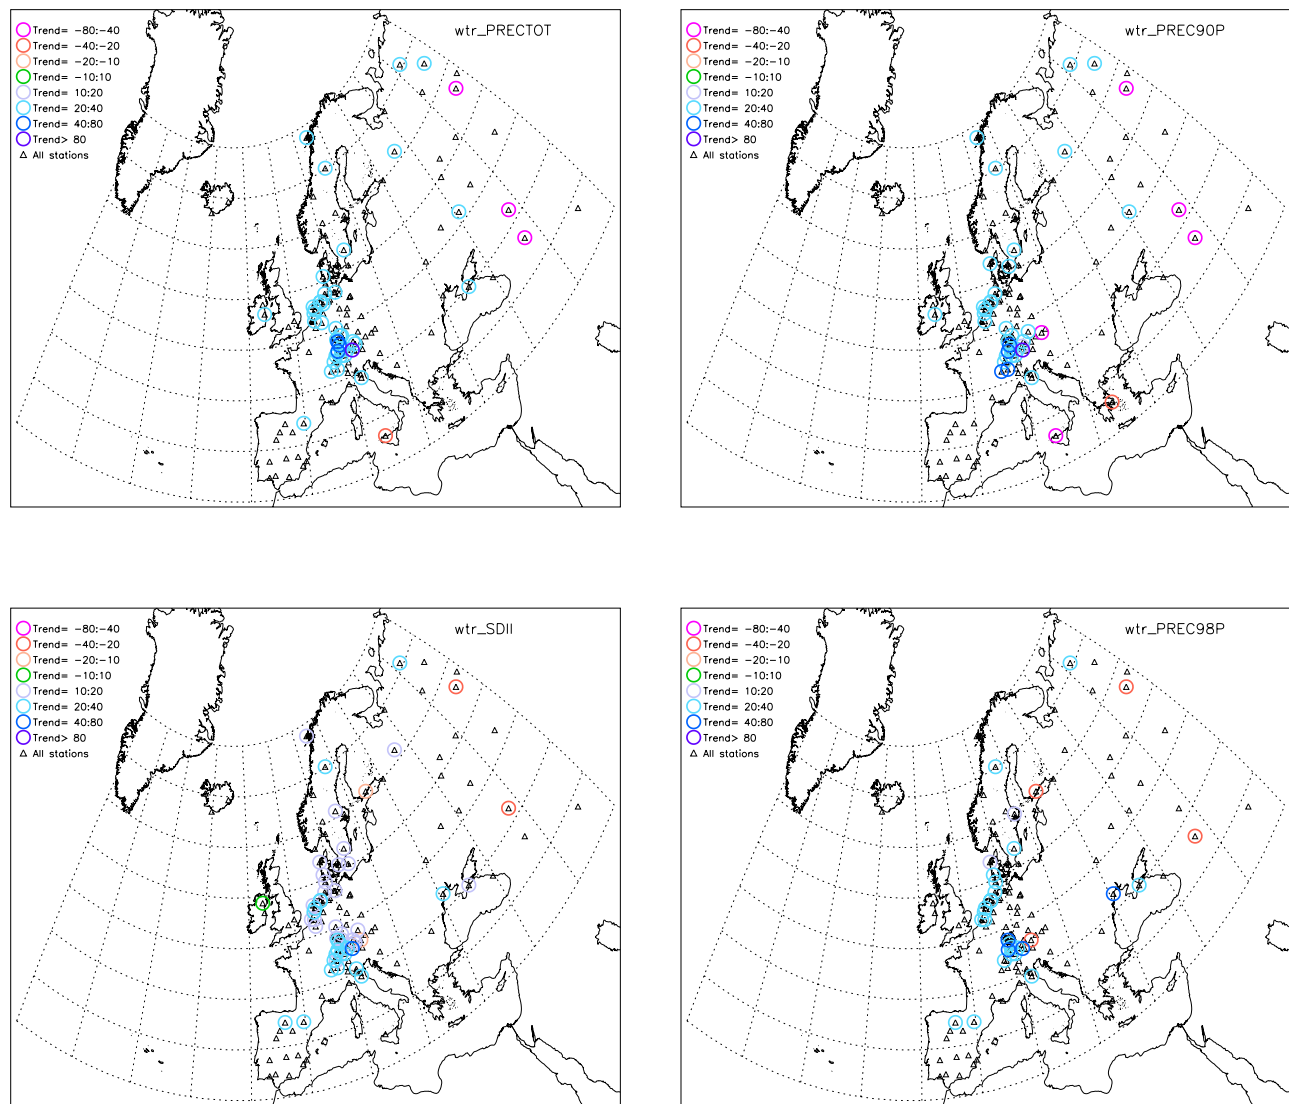 wtr_PRECTOT
Trend= -80:-40
Trend= -40:-20
Trend= -20:-10
Trend= -10:10
Trend= 10:20
Trend= 20:40
Trend= 40:80
Trend> 80
All stations
wtr_PREC90P
Trend= -80:-40
Trend= -40:-20
Trend= -20:-10
Trend= -10:10
Trend= 10:20
Trend= 20:40
Trend= 40:80
Trend> 80
All stations
wtr_SDII
Trend= -80:-40
Trend= -40:-20
Trend= -20:-10
Trend= -10:10
Trend= 10:20
Trend= 20:40
Trend= 40:80
Trend> 80
All stations
wtr_PREC98P
Trend= -80:-40
Trend= -40:-20
Trend= -20:-10
Trend= -10:10
Trend= 10:20
Trend= 20:40
Trend= 40:80
Trend> 80
All stations